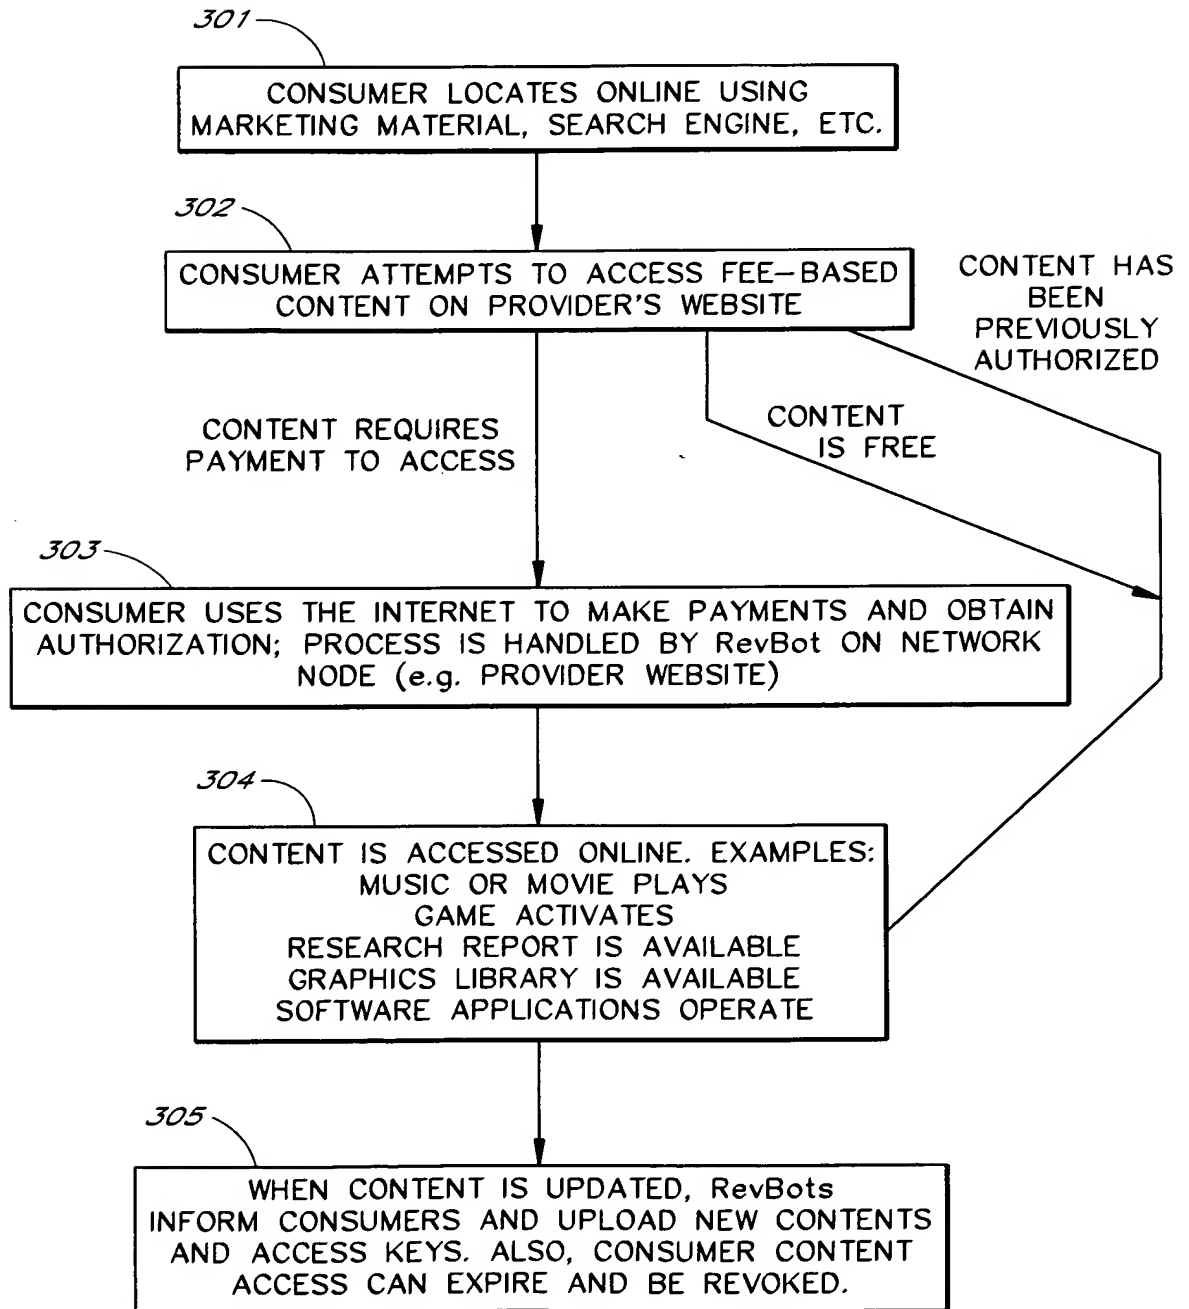 301
CONSUMER LOCATES ONLINE USING
MARKETING MATERIAL, SEARCH ENGINE, ETC.
302
CONSUMER ATTEMPTS TO ACCESS FEE-BASED
CONTENT ON PROVIDER'S WEBSITE
CONTENT HAS
BEEN
PREVIOUSLY
AUTHORIZED
CONTENT
IS FREE
CONTENT REQUIRES
PAYMENT TO ACCESS
303
CONSUMER USES THE INTERNET TO MAKE PAYMENTS AND OBTAIN
AUTHORIZATION; PROCESS IS HANDLED BY RevBot ON NETWORK
NODE (e.g. PROVIDER WEBSITE)
304
CONTENT IS ACCESSED ONLINE. EXAMPLES:
MUSIC OR MOVIE PLAYS
GAME ACTIVATES
RESEARCH REPORT IS AVAILABLE
GRAPHICS LIBRARY IS AVAILABLE
SOFTWARE APPLICATIONS OPERATE
305
WHEN CONTENT IS UPDATED, RevBots
INFORM CONSUMERS AND UPLOAD NEW CONTENTS
AND ACCESS KEYS. ALSO, CONSUMER CONTENT
ACCESS CAN EXPIRE AND BE REVOKED.